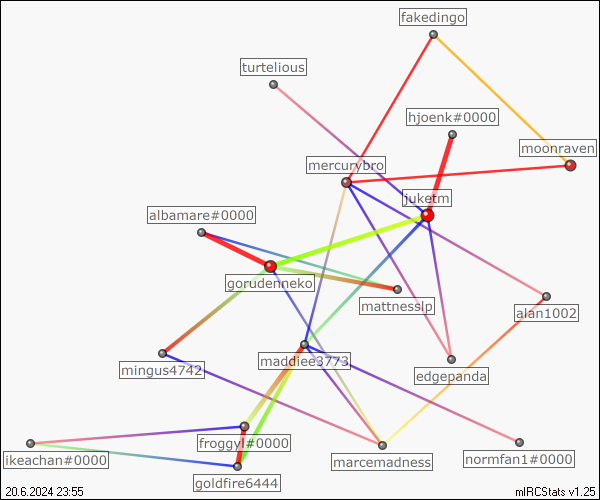 fakedingo
turtelious
hjoenk#0000
moonraven
mercurybro
juketm
albamare#0000
gorudenneko
mattnesslp
alan1002
maddiee3773
mingus4742
edgepanda
froggyl#0000
ikeachan#0000
marcemadness
normfan1#0000
goldfire6444
20.6.2024 23:55
mIRCStats v1.25